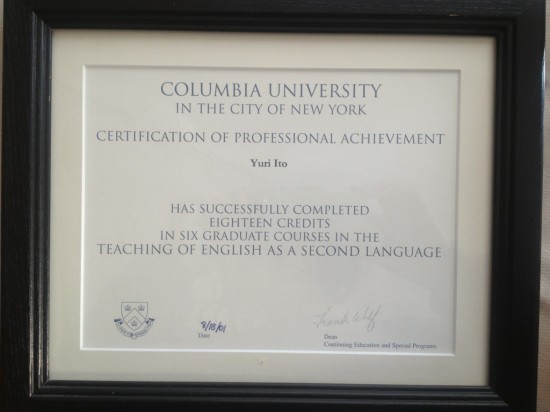 COLUMBIA UNIVERSITY
IN THE CITY OF NEW YORK
CERTIFICATION OF PROFESSIONAL ACHIEVEMENT
Yuri Ito
HAS SUCCESSFULLY COMPLETED
EIGHTEEN CREDITS
IN SIX GRADUATE COURSES IN THE
TEACHING OF ENGLISH AS A SECOND LANGUAGE
Date
Frank Wolf
Dean
Continuing Education and Special Programs